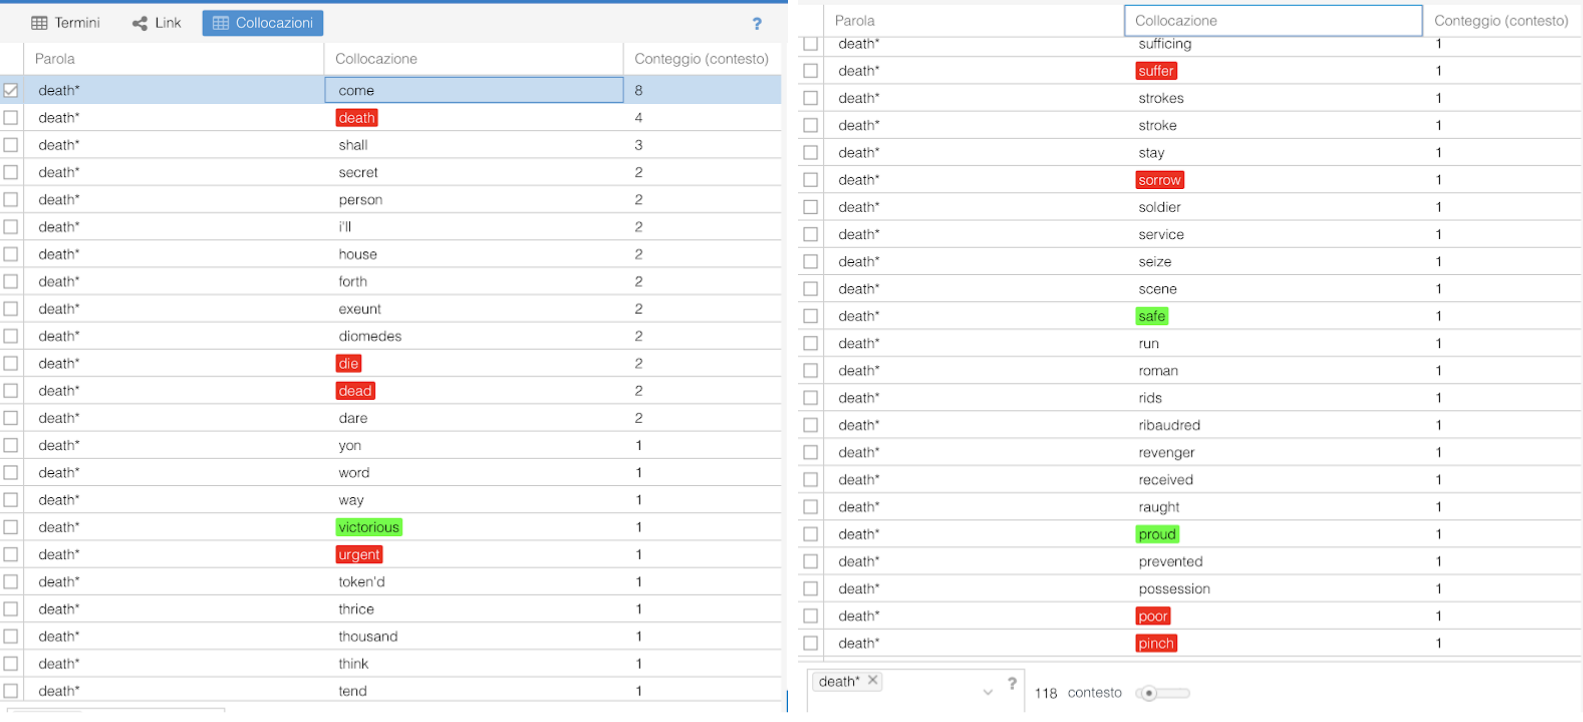 Termini Link Collocazioni ?
Parola Collocazione Conteggio (contesto)
death* come 8
death* death 4
death* shall 3
death* secret 2
death* person 2
death* i'll 2
death* house 2
death* forth 2
death* exeunt 2
death* diomedes 2
death* die 2
death* dead 2
death* dare 2
death* yon 1
death* word 1
death* way 1
death* victorious 1
death* urgent 1
death* token'd 1
death* thrice 1
death* thousand 1
death* think 1
death* tend 1
Parola Collocazione Conteggio (contesto)
death* sufficing 1
death* suffer 1
death* strokes 1
death* stroke 1
death* stay 1
death* sorrow 1
death* soldier 1
death* service 1
death* seize 1
death* scene 1
death* safe 1
death* run 1
death* roman 1
death* rids 1
death* ribaudred 1
death* revenger 1
death* received 1
death* raught 1
death* proud 1
death* prevented 1
death* possession 1
death* poor 1
death* pinch 1
death* ? 118 contesto